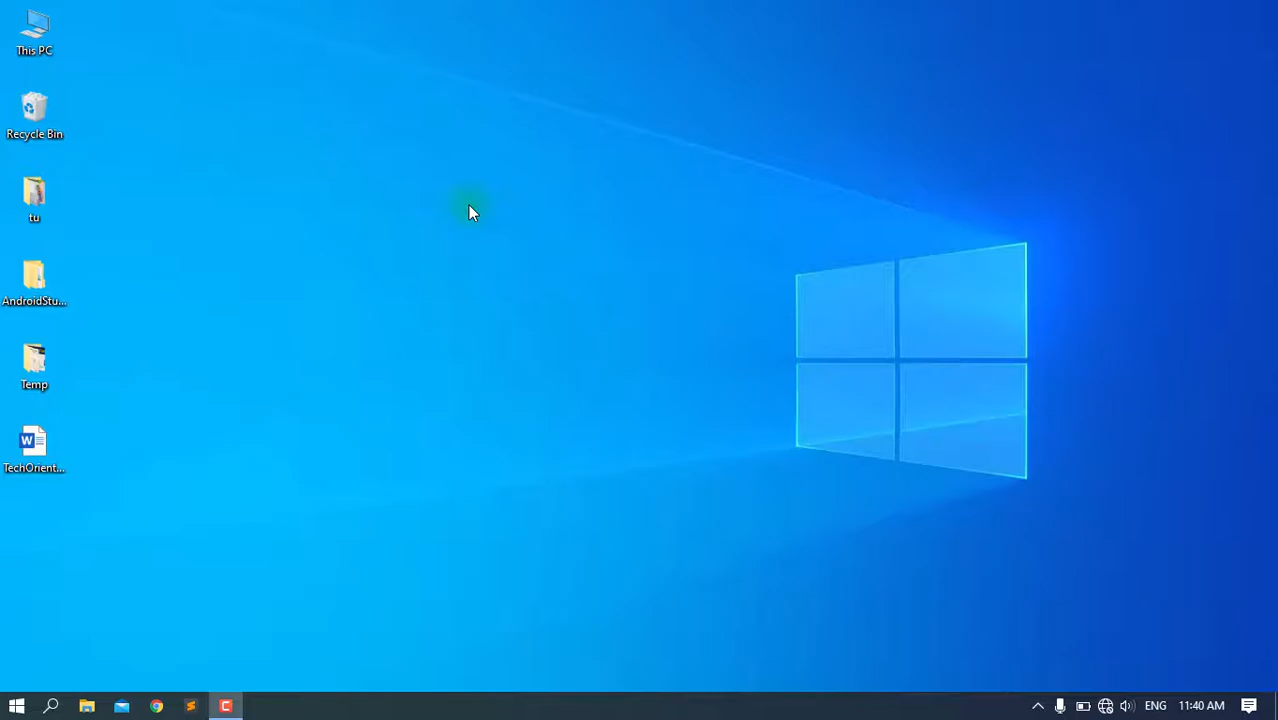 This PC
Recycle Bin
tu
AndroidStu...
Temp
W
TechOrient...
C
ENG
11:40 AM